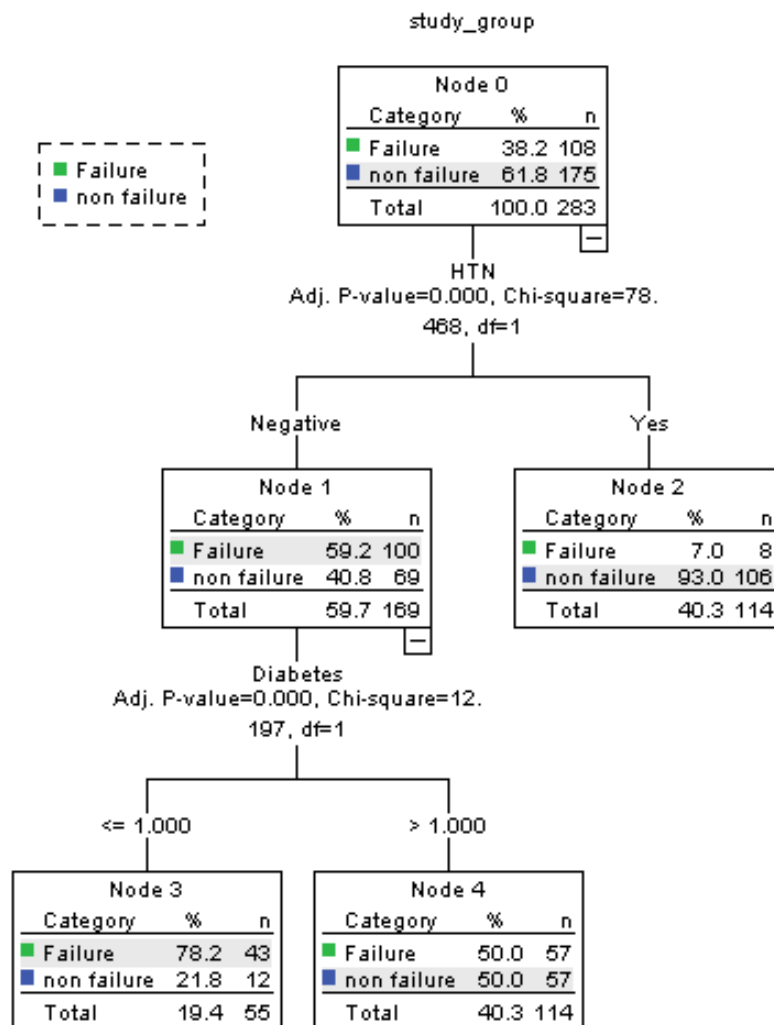 study_group
Failure
non failure
Node 0
Category % n
Failure 38.2 108
non failure 61.8 175
Total 100.0 283
HTN
Adj. P-value=0.000, Chi-square=78.
468, df=1
Negative
Yes
Node 1
Category % n
Failure 59.2 100
non failure 40.8 69
Total 59.7 169
Node 2
Category % n
Failure 7.0 8
non failure 93.0 106
Total 40.3 114
Diabetes
Adj. P-value=0.000, Chi-square=12.
197, df=1
<= 1.000
> 1.000
Node 3
Category % n
Failure 78.2 43
non failure 21.8 12
Total 19.4 55
Node 4
Category % n
Failure 50.0 57
non failure 50.0 57
Total 40.3 114